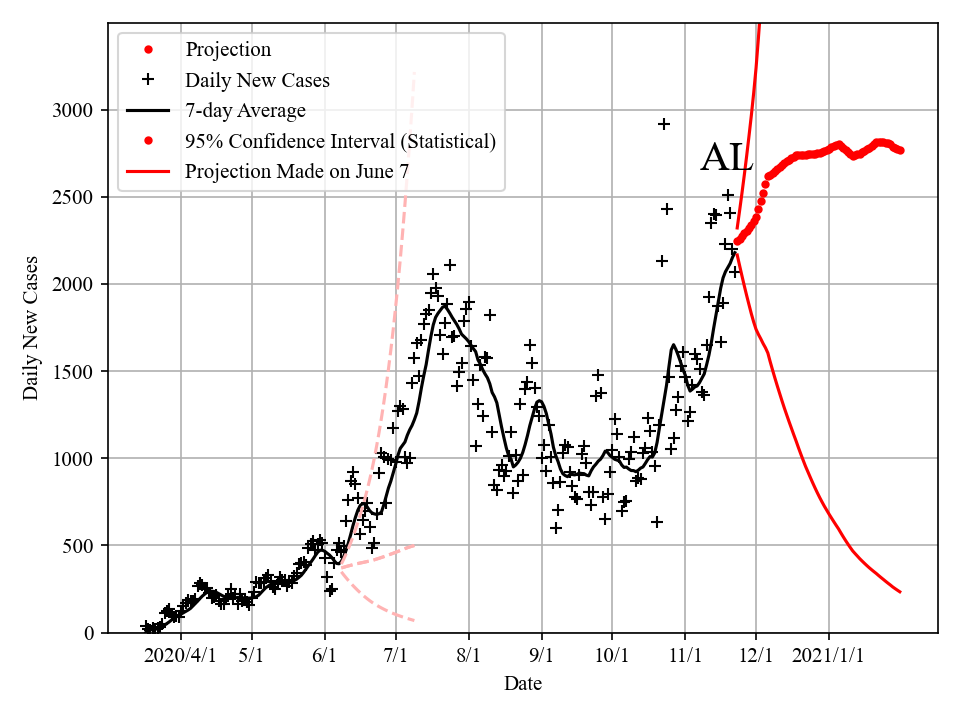 Projection
Daily New Cases
7-day Average
95% Confidence Interval (Statistical)
Projection Made on June 7
AL
Daily New Cases
3000
2500
2000
1500
1000
500
0
2020/4/1 5/1 6/1 7/1 8/1 9/1 10/1 11/1 12/1 2021/1/1
Date